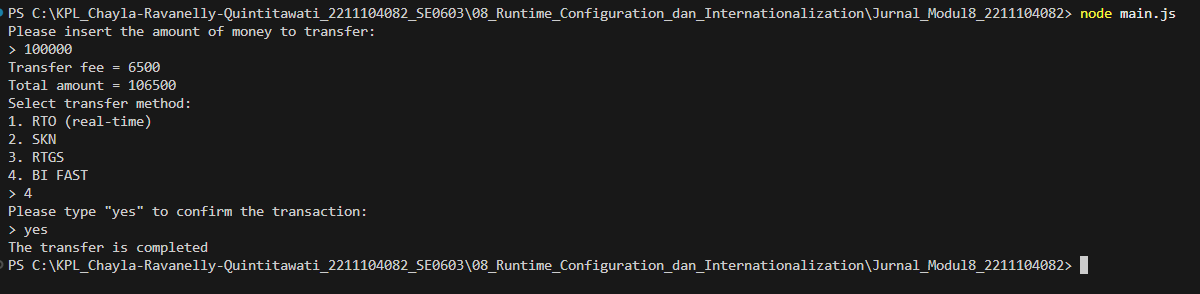 PS C:\KPL_Chayla-Ravanelly-Quintitawati_2211104082_SE0603\08_Runtime_Configuration_dan_Internationalization\Jurnal_Modul8_2211104082> node main.js
Please insert the amount of money to transfer:
> 100000
Transfer fee = 6500
Total amount = 106500
Select transfer method:
1. RTO (real-time)
2. SKN
3. RTGS
4. BI FAST
> 4
Please type "yes" to confirm the transaction:
> yes
The transfer is completed
PS C:\KPL_Chayla-Ravanelly-Quintitawati_2211104082_SE0603\08_Runtime_Configuration_dan_Internationalization\Jurnal_Modul8_2211104082>